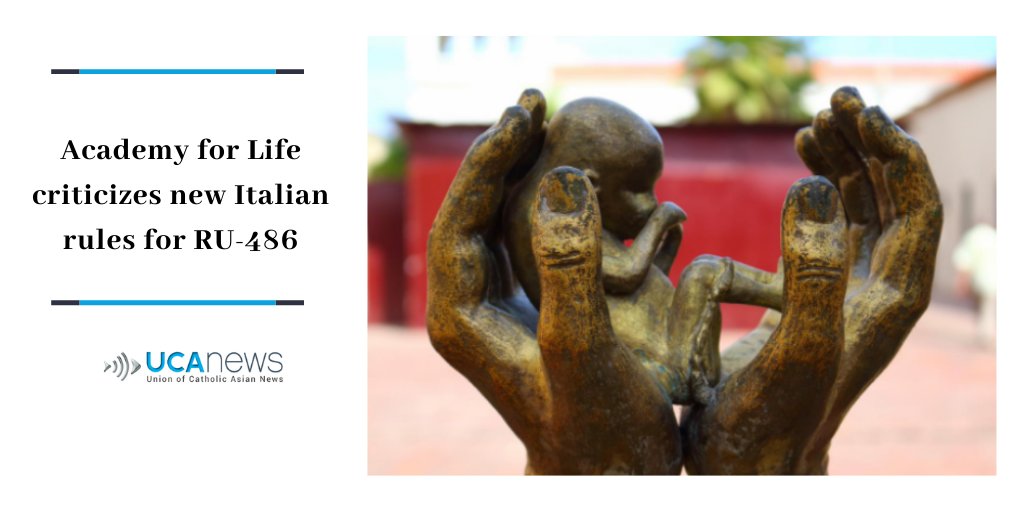 Academy for Life
criticizes new Italian
rules for RU-486
UCAnews
Union of Catholic Asian News